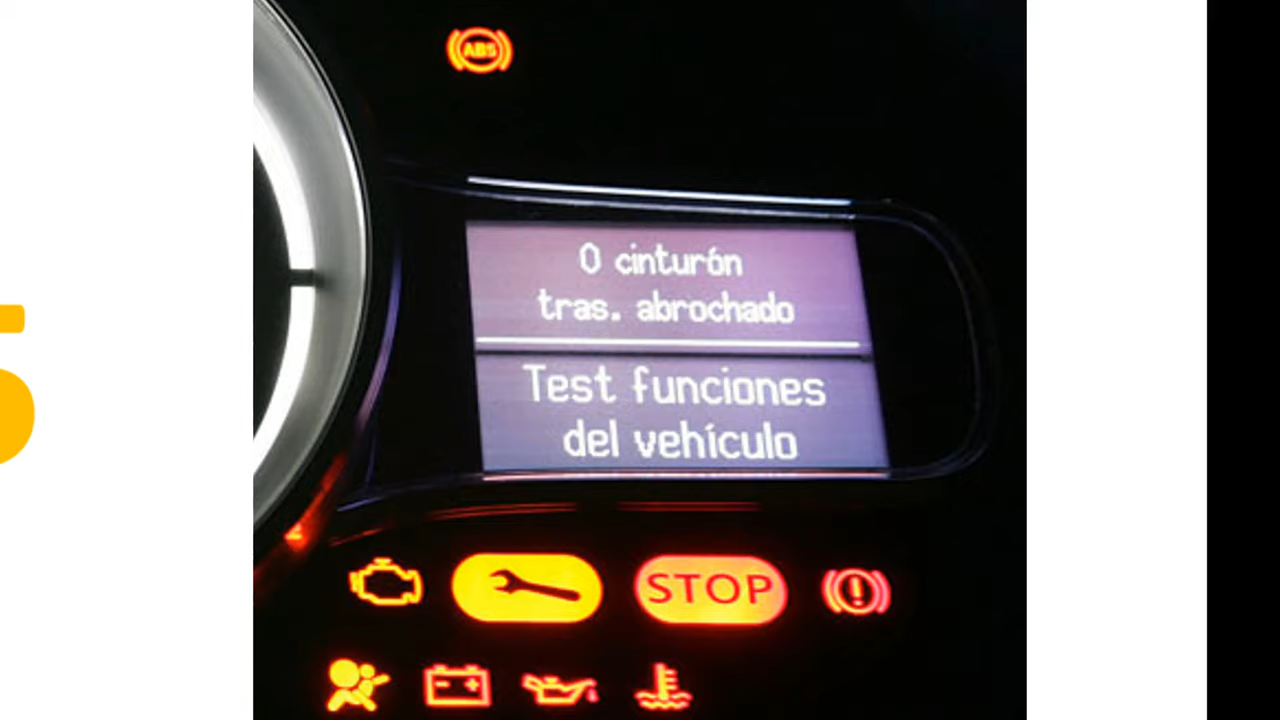 ABS
0 cinturón
tras. abrochado
Test funciones
del vehículo
STOP